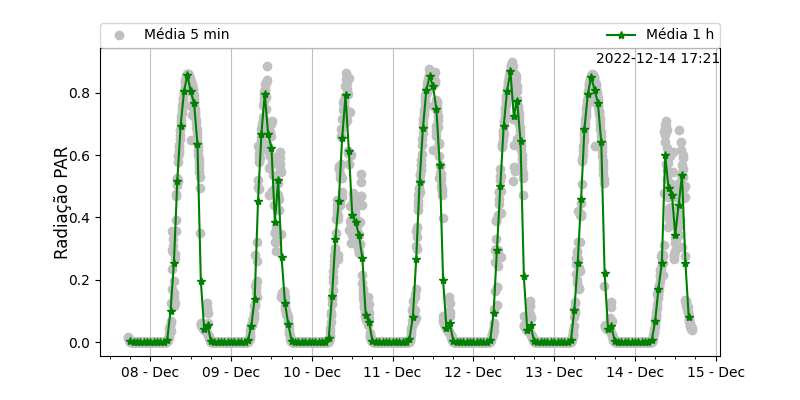 Média 5 min
Média 1 h
2022-12-14 17:21
Radiação PAR
0.8
0.6
0.4
0.2
0.0
08 - Dec
09 - Dec
10 - Dec
11 - Dec
12 - Dec
13 - Dec
14 - Dec
15 - Dec